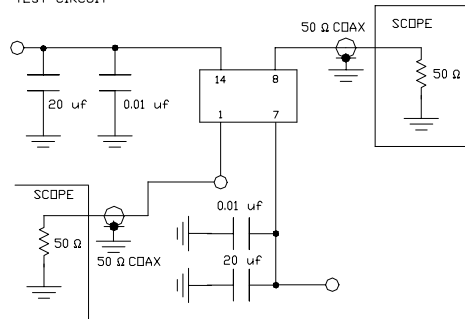 TEST CIRCUIT
50 Ω COAX
SCOPE
14
8
50 Ω
20 uf
0.01 uf
1
7
SCOPE
0.01 uf
50 Ω
50 Ω COAX
20 uf